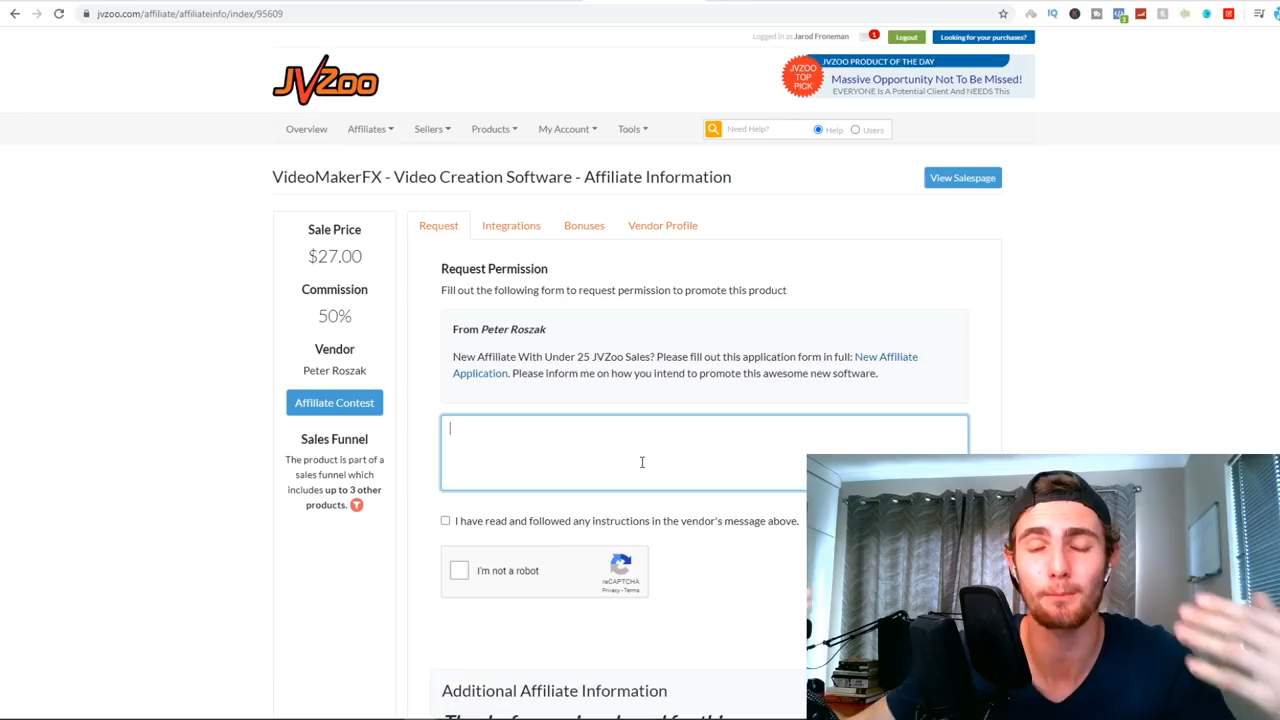 jvzoo.com/affiliate/affiliateinfo/index/95609
Logged in as Jarod Froneman
1
Logout
Looking for your purchases?
JVZoo
JVZOO TOP PICK
JVZOO PRODUCT OF THE DAY
Massive Opportunity Not To Be Missed!
EVERYONE Is A Potential Client And NEEDS This
Overview Affiliates Sellers Products My Account Tools
Need Help? Help Users
VideoMakerFX - Video Creation Software - Affiliate Information
View Salespage
Sale Price
$27.00
Commission
50%
Vendor
Peter Roszak
Affiliate Contest
Sales Funnel
The product is part of a
sales funnel which
includes up to 3 other
products.
Request Integrations Bonuses Vendor Profile
Request Permission
Fill out the following form to request permission to promote this product
From Peter Roszak
New Affiliate With Under 25 JVZoo Sales? Please fill out this application form in full: New Affiliate
Application. Please inform me on how you intend to promote this awesome new software.
I have read and followed any instructions in the vendor's message above.
I'm not a robot
reCAPTCHA
Privacy - Terms
Additional Affiliate Information